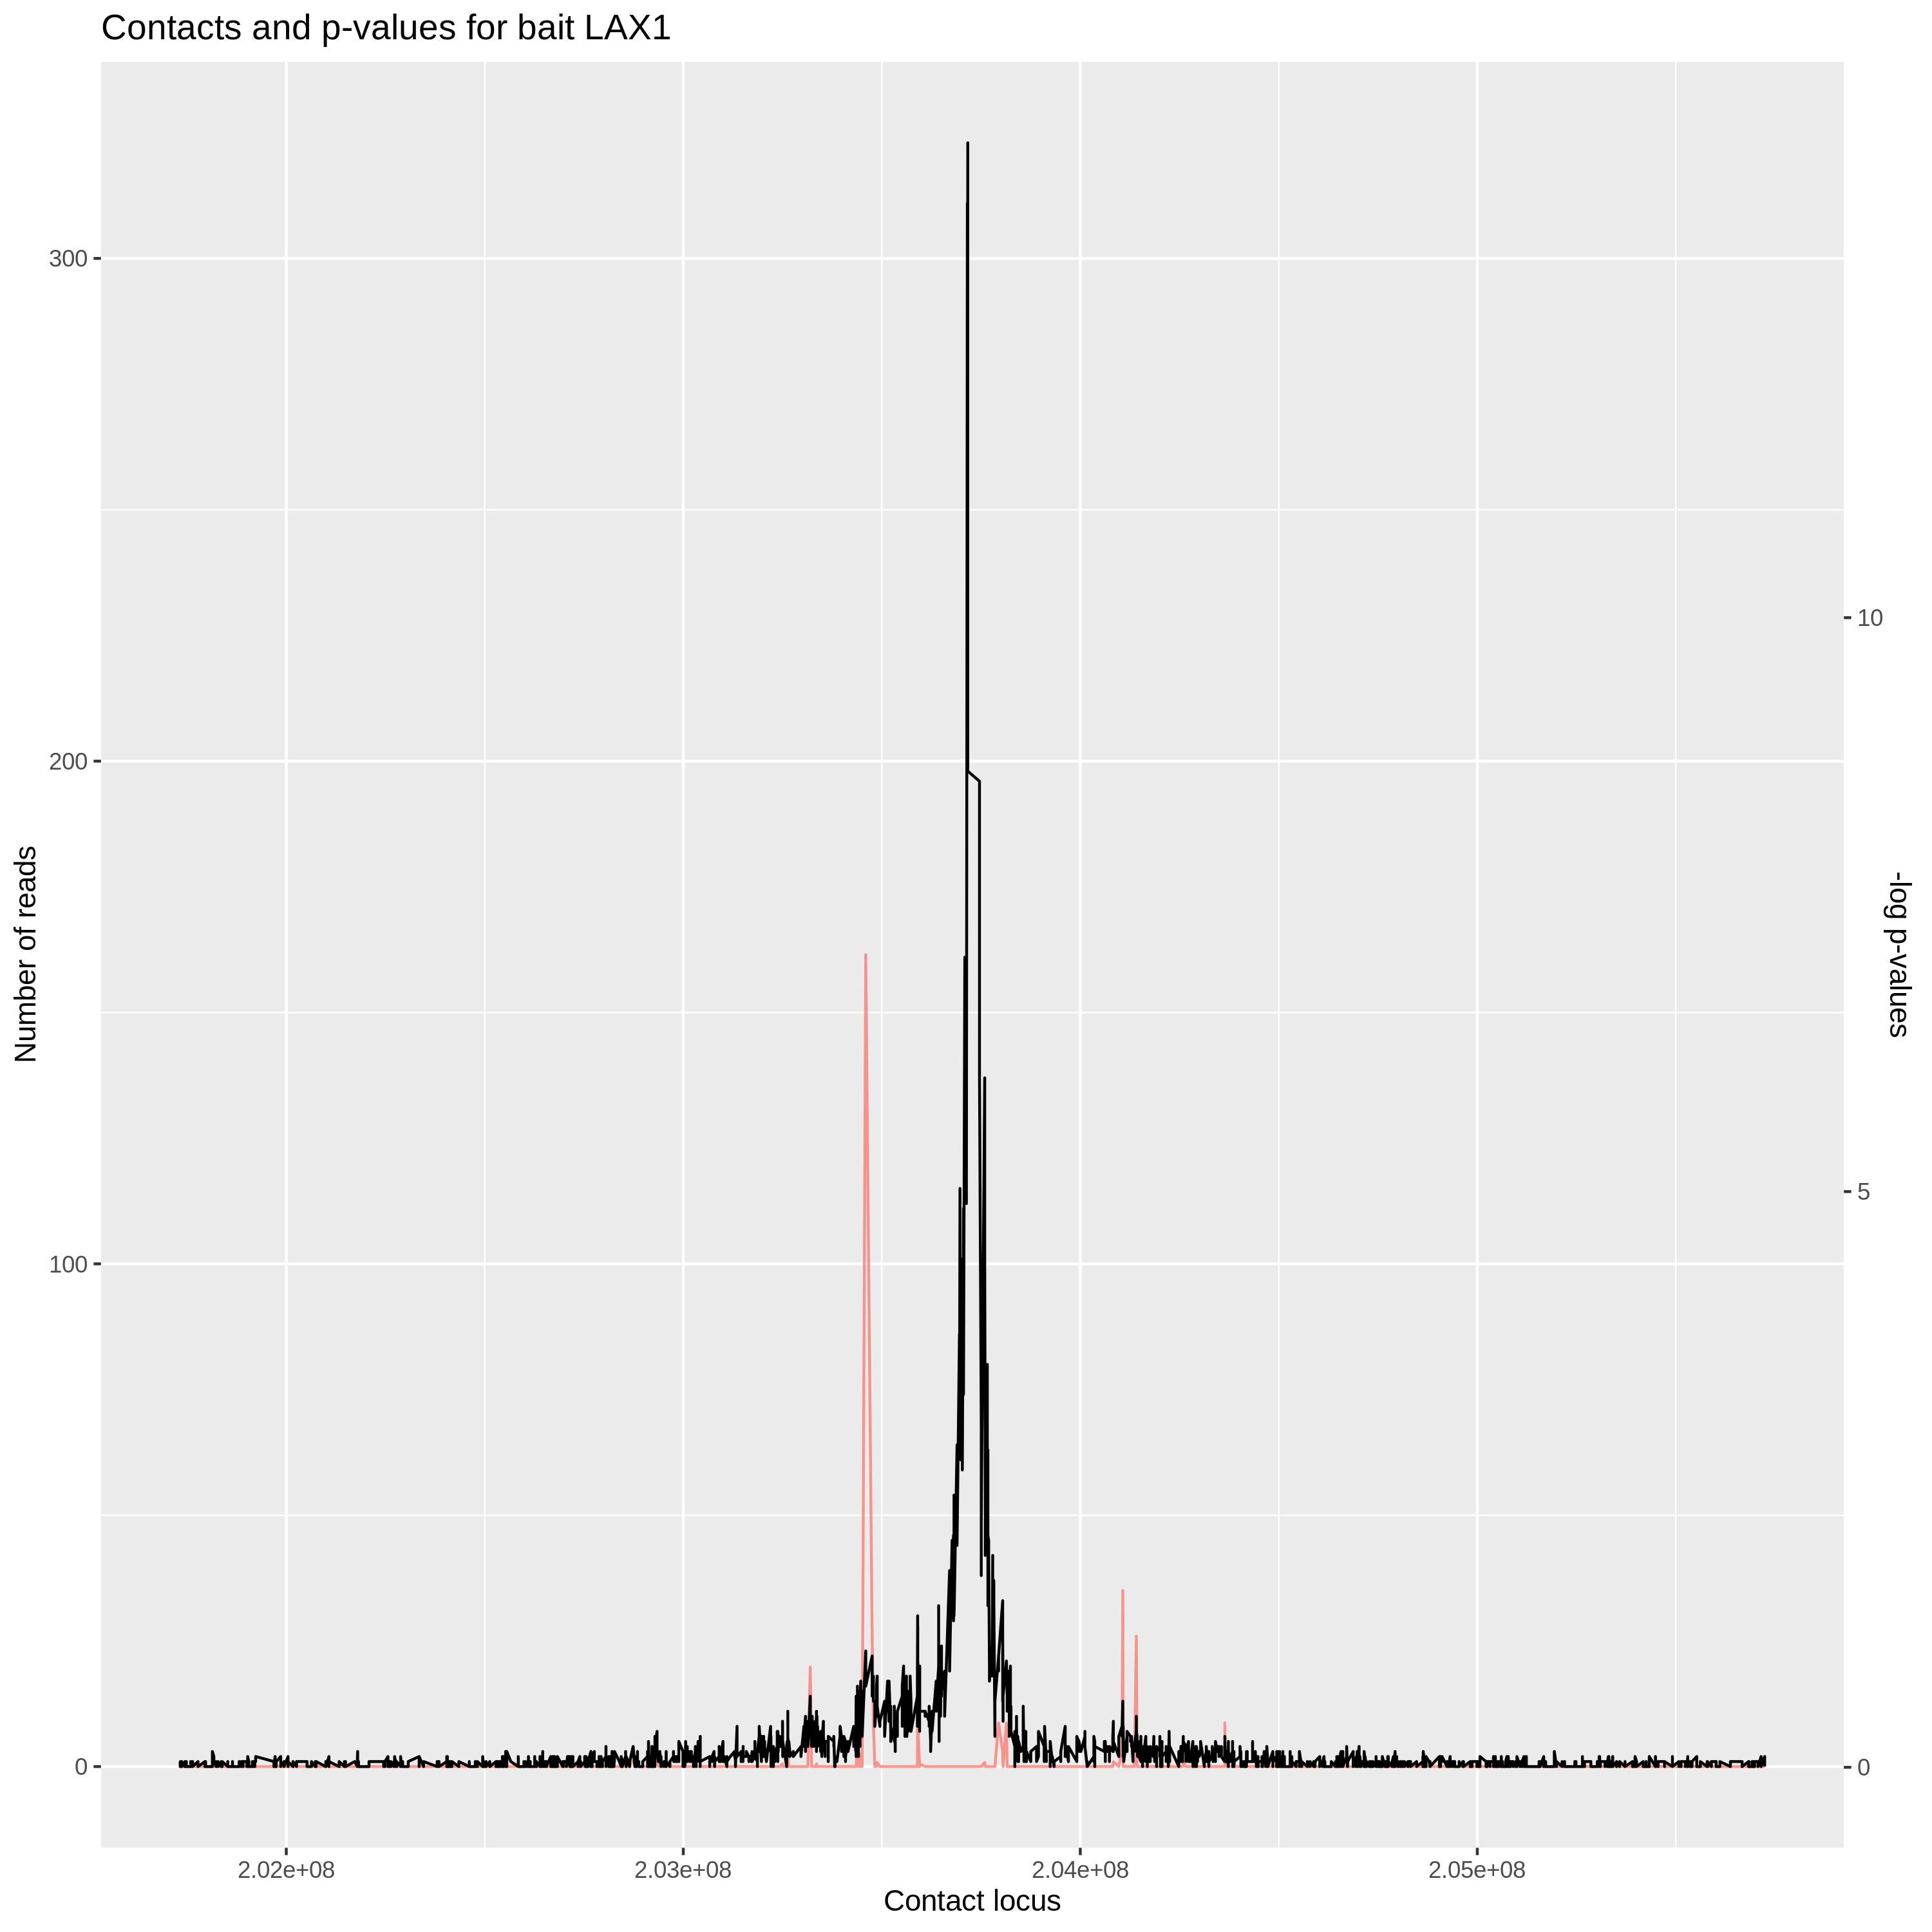 Contacts and p-values for bait LAX1
300
200
100
0
10
5
0
Number of reads
-log p-values
2.02e+08
2.03e+08
2.04e+08
2.05e+08
Contact locus